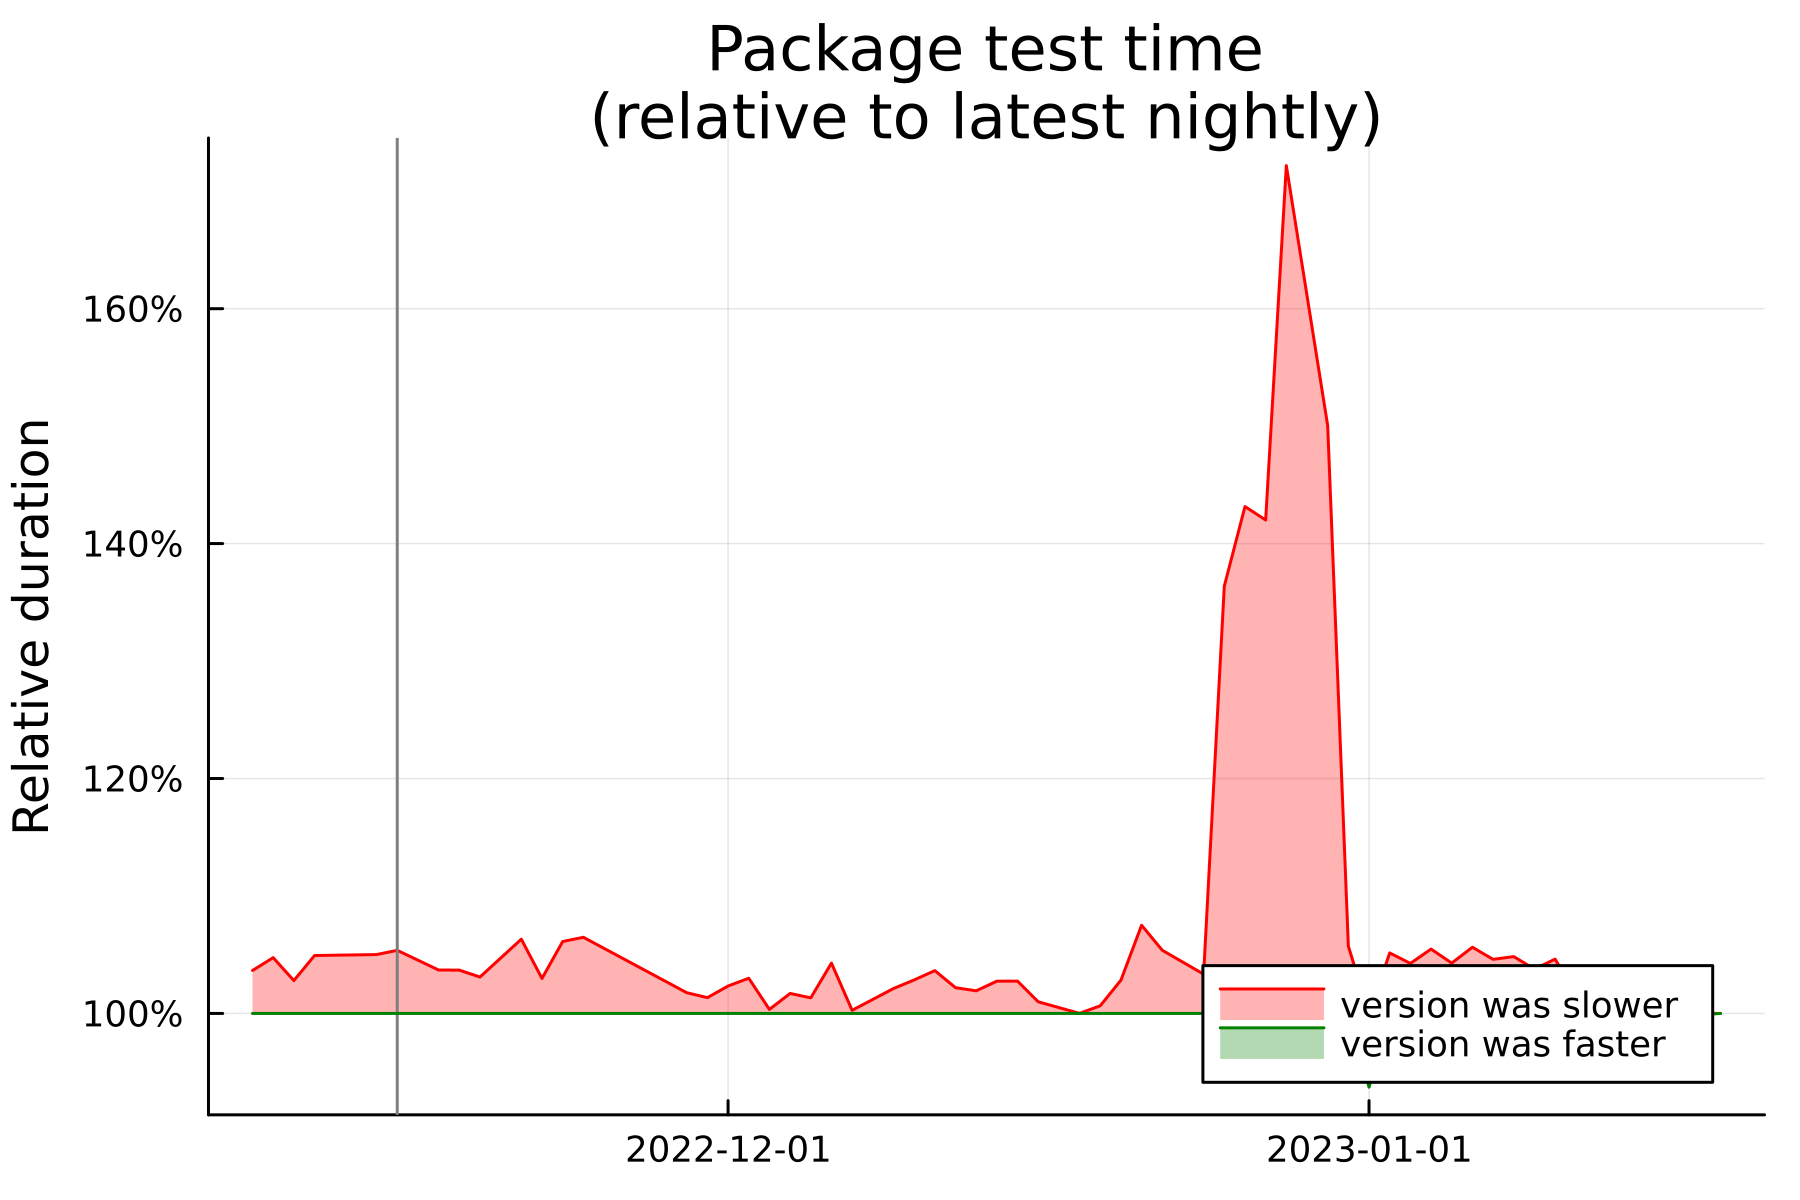 Package test time
(relative to latest nightly)
Relative duration
160%
140%
120%
100%
version was slower
version was faster
2022-12-01
2023-01-01